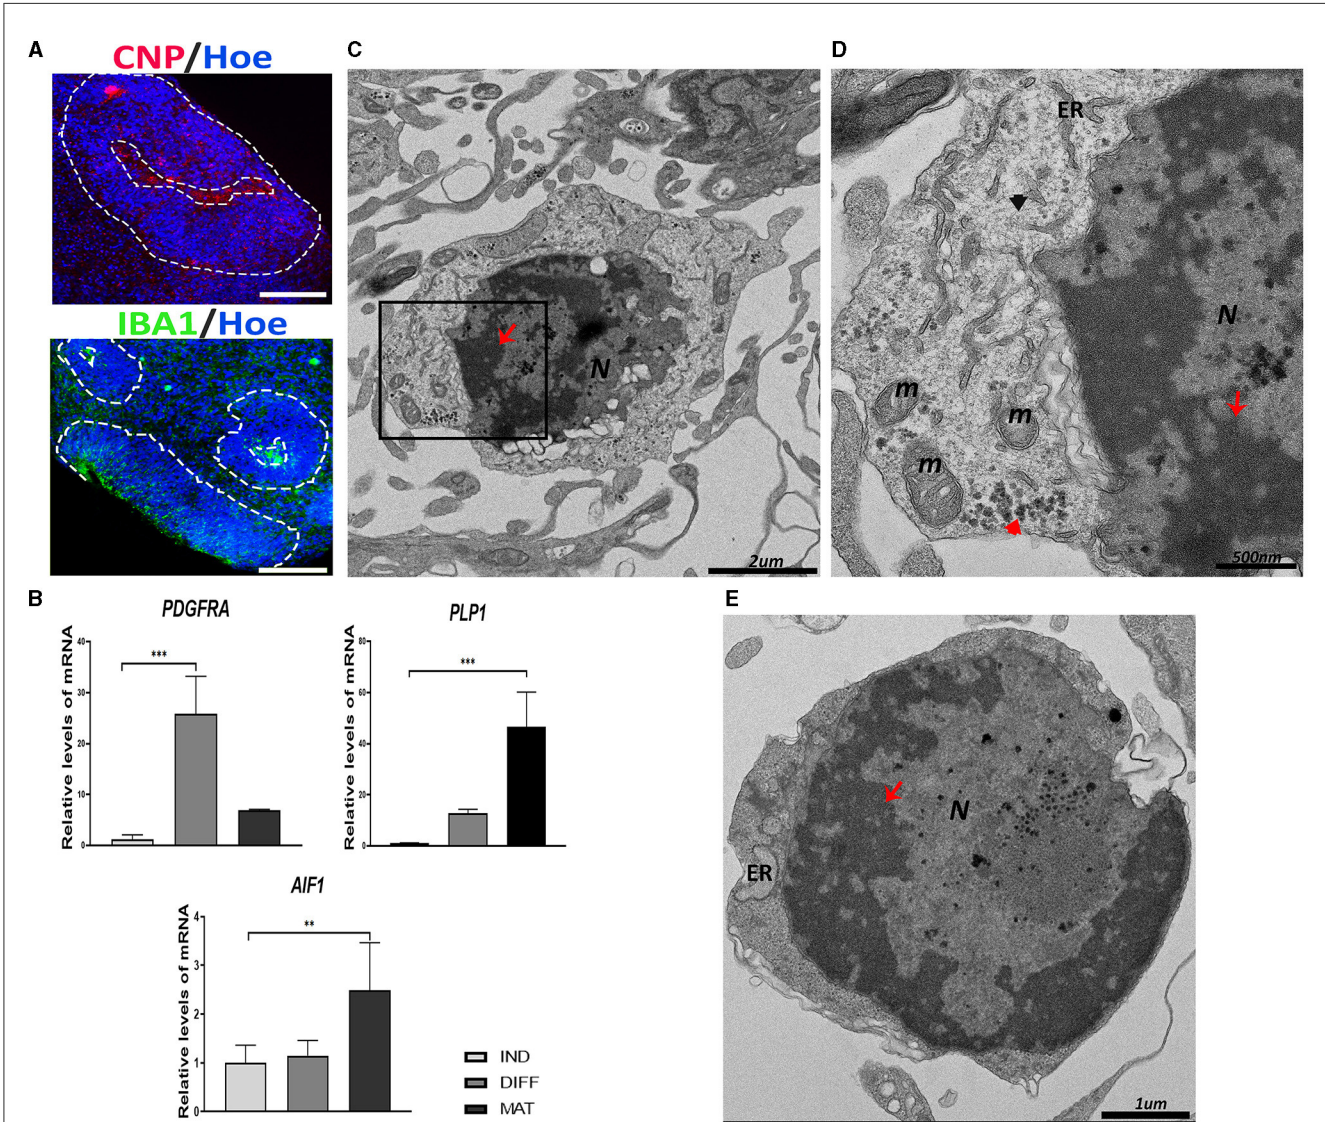 A
CNP/Hoe
IBA1/Hoe
B
PDGFRA
Relative levels of mRNA
40
30
20
10
0
***
PLP1
Relative levels of mRNA
80
60
40
20
0
***
AIF1
Relative levels of mRNA
4
3
2
1
0
**
IND
DIFF
MAT
C
N
2um
D
ER
N
m
m
m
500nm
E
N
ER
1um